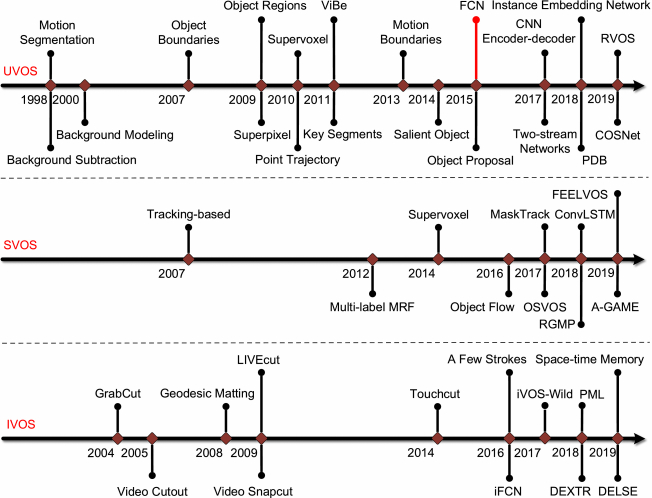 Object Regions ViBe FCN Instance Embedding Network
Motion Segmentation
Object Boundaries
Supervoxel
Motion Boundaries
CNN Encoder-decoder
RVOS
UVOS
1998 2000 2007 2009 2010 2011 2013 2014 2015 2017 2018 2019
Background Modeling Superpixel Key Segments Salient Object Two-stream Networks COSNet
Background Subtraction Point Trajectory Object Proposal PDB
FEELVOS
Tracking-based Supervoxel MaskTrack ConvLSTM
SVOS
2007 2012 2014 2016 2017 2018 2019
Multi-label MRF Object Flow OSVOS A-GAME
RGMP
LIVEcut A Few Strokes Space-time Memory
GrabCut Geodesic Matting Touchcut iVOS-Wild PML
IVOS
2004 2005 2008 2009 2014 2016 2017 2018 2019
Video Cutout Video Snapcut iFCN DEXTR DELSE